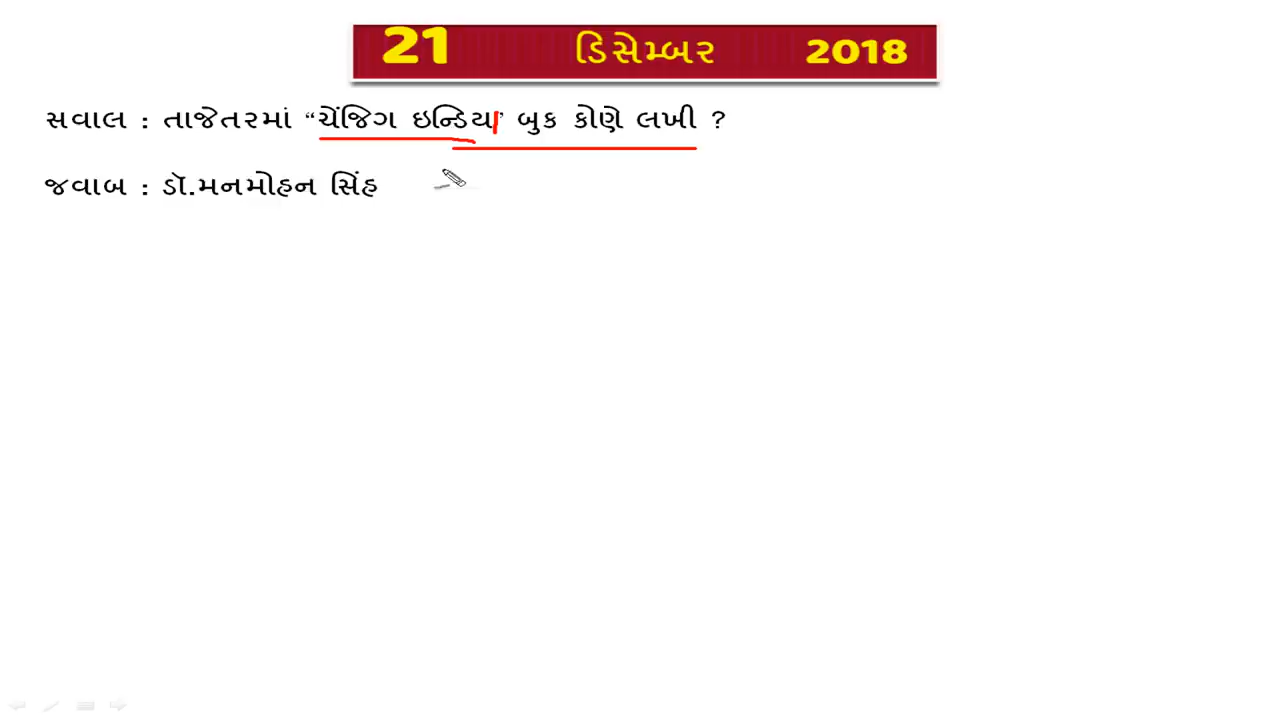 21 ડિસેમ્બર 2018
સવાલ : તાજેતરમાં “ચેંજિગ ઇન્ડિયા” બુક કોણે લખી ?
જવાબ : ડૉ.મનમોહન સિંહ